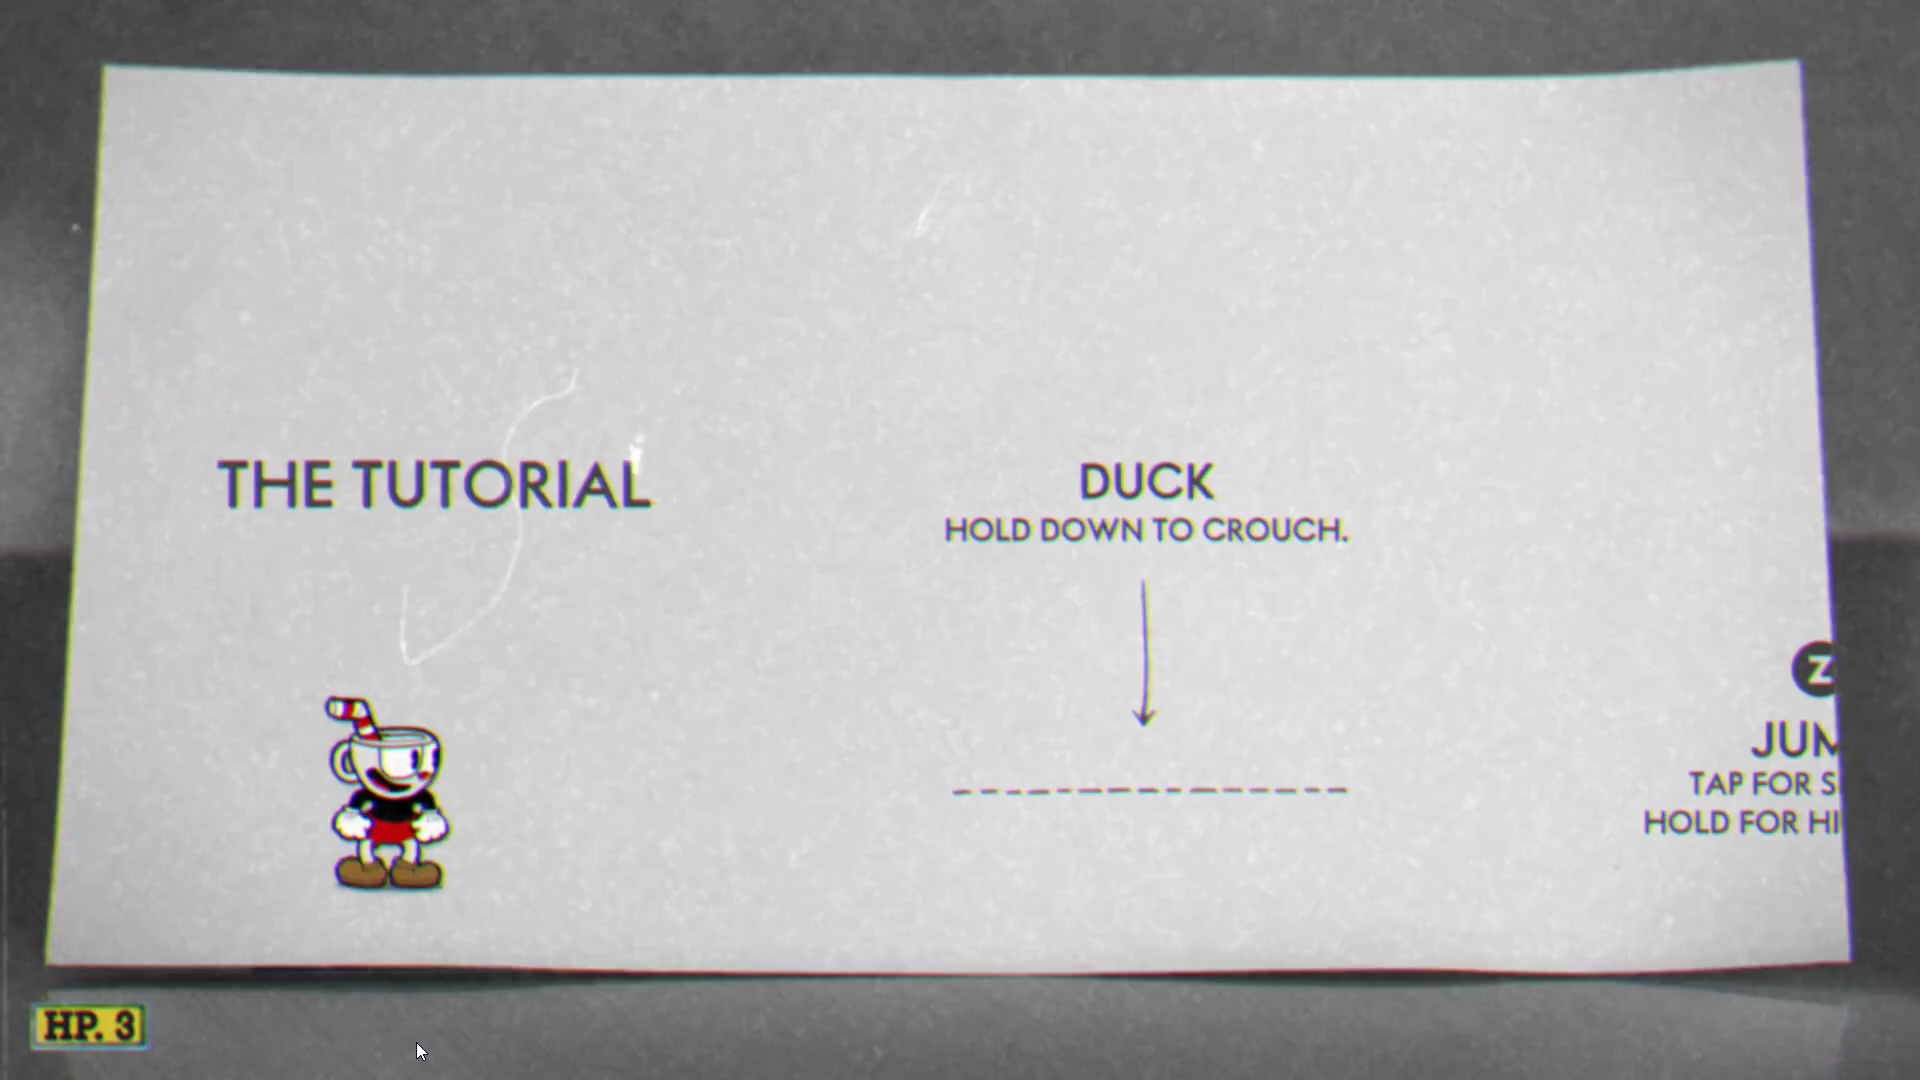 THE TUTORIAL
DUCK
HOLD DOWN TO CROUCH.
Z
JUM
TAP FOR S
HOLD FOR HI
HP. 3